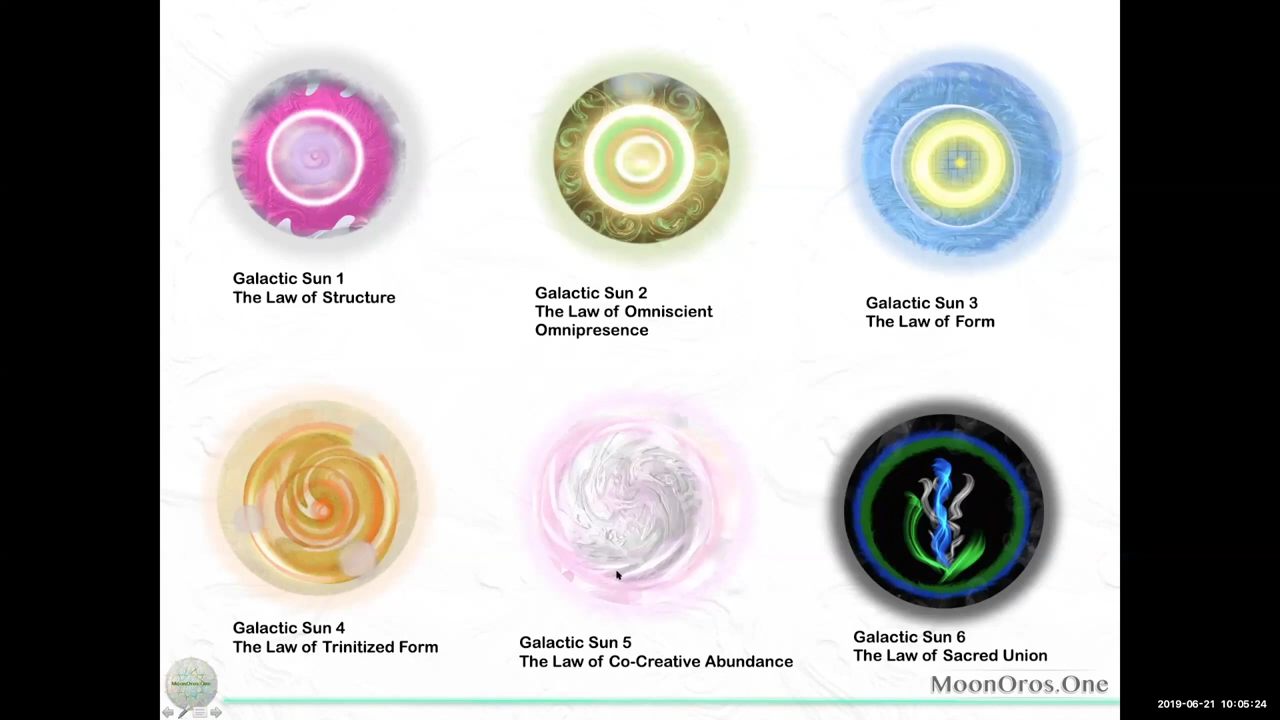 Galactic Sun 1
The Law of Structure
Galactic Sun 2
The Law of Omniscient
Omnipresence
Galactic Sun 3
The Law of Form
Galactic Sun 4
The Law of Trinitized Form
Galactic Sun 5
The Law of Co-Creative Abundance
Galactic Sun 6
The Law of Sacred Union
MoonOros.One
MoonOros.One
2019-06-21 10:05:24